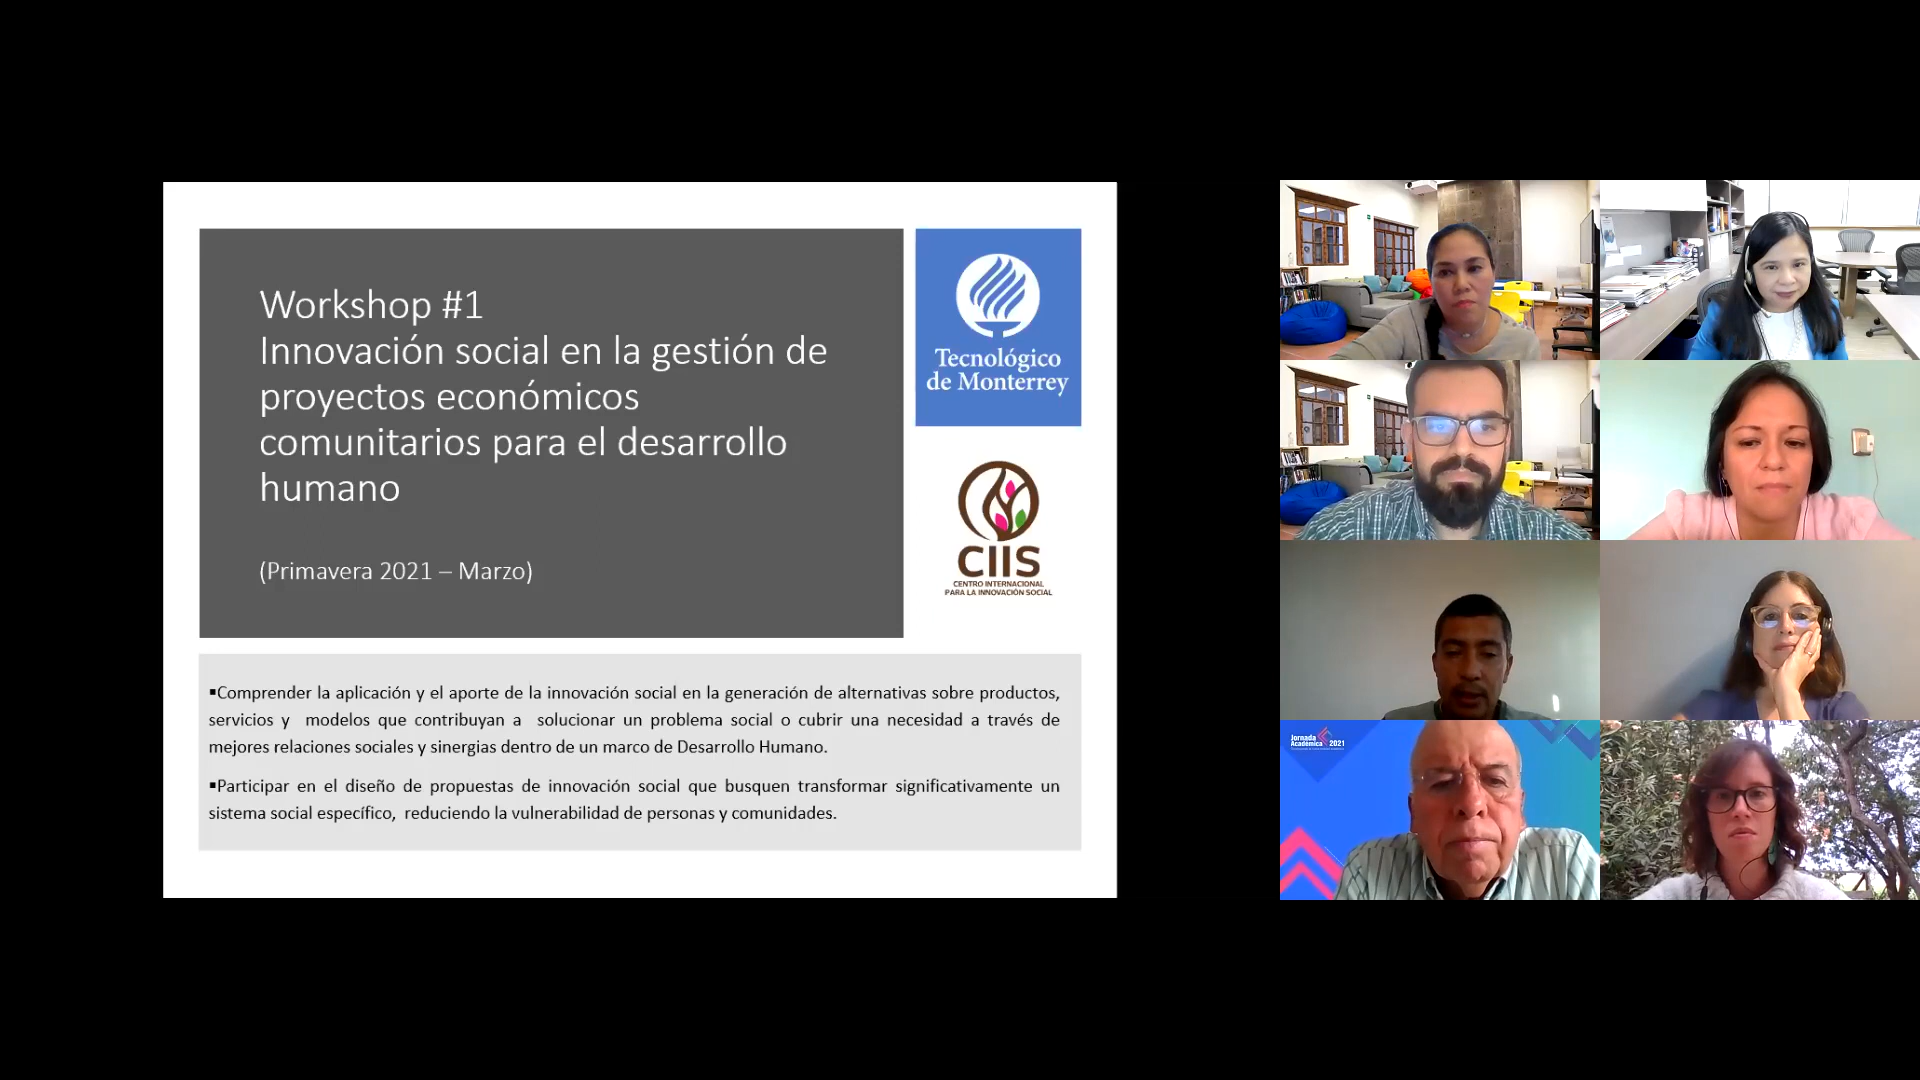 Workshop #1
Innovación social en la gestión de
proyectos económicos
comunitarios para el desarrollo
humano
(Primavera 2021 – Marzo)
Tecnológico
de Monterrey
CIIS
CENTRO INTERNACIONAL
PARA LA INNOVACIÓN SOCIAL
▪Comprender la aplicación y el aporte de la innovación social en la generación de alternativas sobre productos,
servicios y modelos que contribuyan a solucionar un problema social o cubrir una necesidad a través de
mejores relaciones sociales y sinergias dentro de un marco de Desarrollo Humano.
▪Participar en el diseño de propuestas de innovación social que busquen transformar significativamente un
sistema social específico, reduciendo la vulnerabilidad de personas y comunidades.
Jornada
Académica 2021